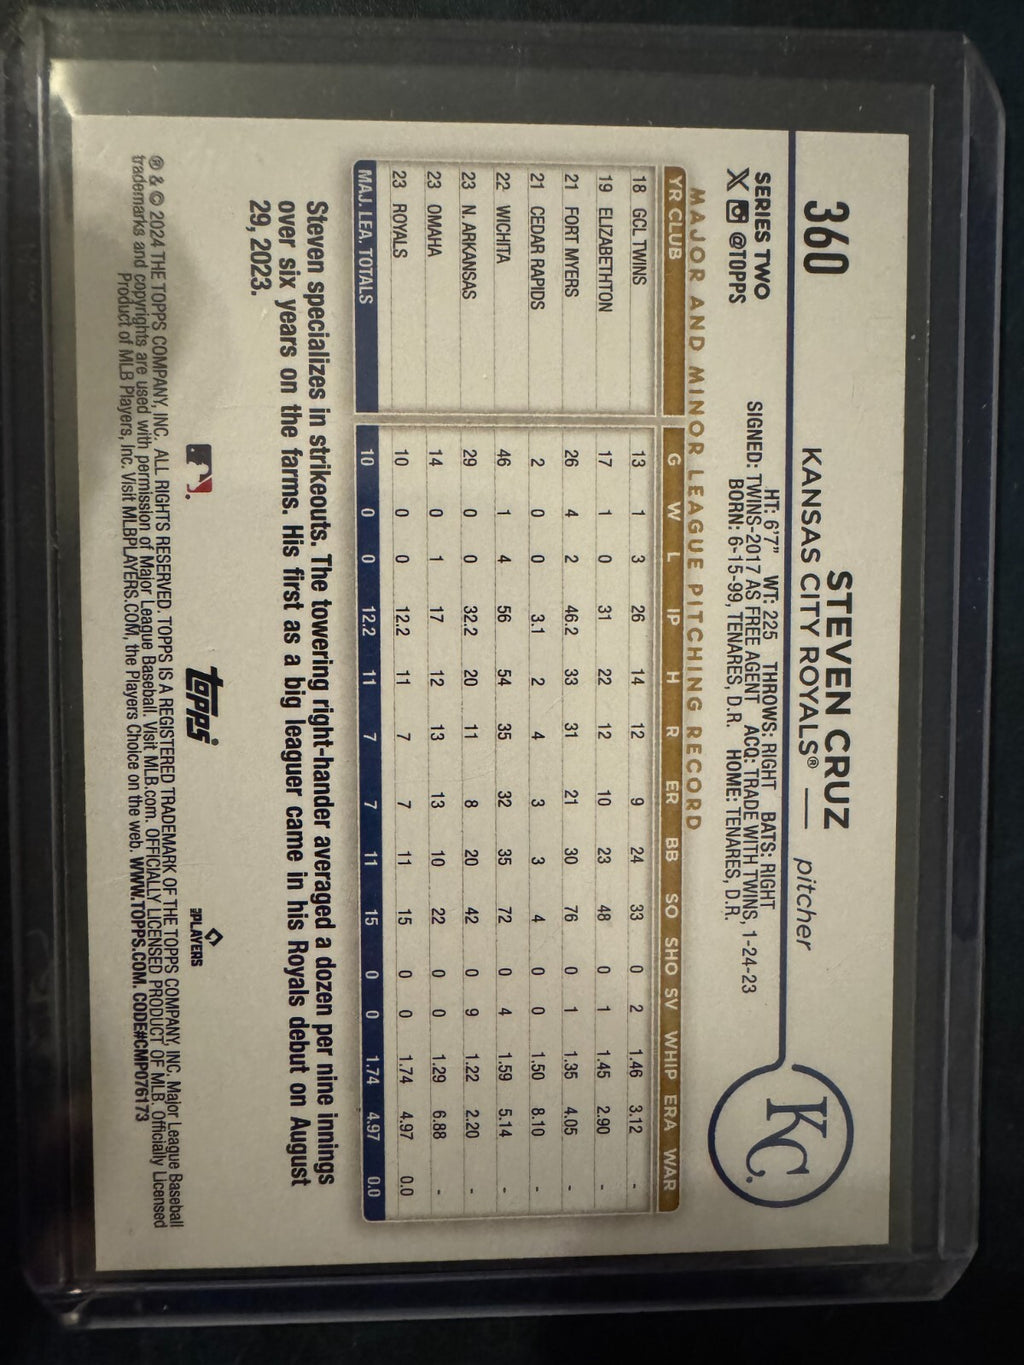 360
STEVEN CRUZ
KANSAS CITY ROYALS® — pitcher
KC.
SERIES TWO
X @TOPPS
HT: 6'7" WT: 225 THROWS: RIGHT BATS: RIGHT
SIGNED: TWINS-2017 AS FREE AGENT ACQ: TRADE WITH TWINS, 1-24-23
BORN: 6-15-99, TENARES, D.R. HOME: TENARES, D.R.
MAJOR AND MINOR LEAGUE PITCHING RECORD
YR CLUB G W L IP H R ER BB SO SHO SV WHIP ERA WAR
18 GCL TWINS 13 1 3 26 14 12 9 24 33 0 2 1.46 3.12 -
19 ELIZABETHTON 17 1 0 31 22 12 10 23 48 0 1 1.45 2.90 -
21 FORT MYERS 26 4 2 46.2 33 31 21 30 76 0 1 1.35 4.05 -
21 CEDAR RAPIDS 2 0 0 3.1 2 4 3 3 4 0 0 1.50 8.10 -
22 WICHITA 46 1 4 56 54 35 32 35 72 0 4 1.59 5.14 -
23 N. ARKANSAS 29 0 0 32.2 20 11 8 20 42 0 9 1.22 2.20 -
23 OMAHA 14 0 1 17 12 13 13 10 22 0 0 1.29 6.88 -
23 ROYALS 10 0 0 12.2 11 7 7 11 15 0 0 1.74 4.97 0.0
MAJ. LEA. TOTALS 10 0 0 12.2 11 7 7 11 15 0 0 1.74 4.97 0.0
Steven specializes in strikeouts. The towering right-hander averaged a dozen per nine innings
over six years on the farms. His first as a big leaguer came in his Royals debut on August
29, 2023.
topps
PLAYERS
® & © 2024 THE TOPPS COMPANY, INC. ALL RIGHTS RESERVED. TOPPS IS A REGISTERED TRADEMARK OF THE TOPPS COMPANY, INC. Major League Baseball
trademarks and copyrights are used with permission of Major League Baseball. Visit MLB.com. OFFICIALLY LICENSED PRODUCT OF MLB. Officially Licensed
Product of MLB Players, Inc. Visit MLBPLAYERS.COM, the Players Choice on the web. WWW.TOPPS.COM. CODE#CMP076173